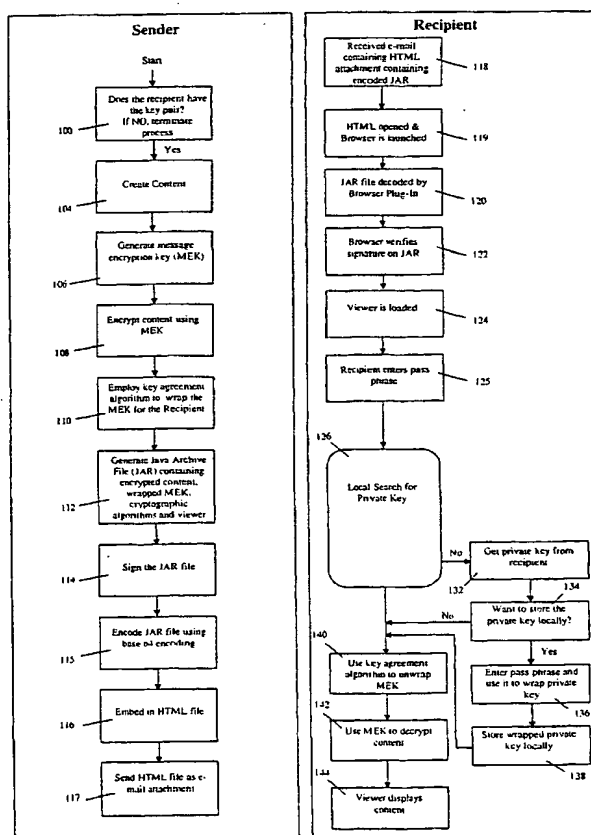 Sender
Start
Does the recipient have
the key pair?
If NO, terminate
process
100
Yes
Create Content
104
Generate message
encryption key (MEK)
106
Encrypt content using
MEK
108
Employ key agreement
algorithm to wrap the
MEK for the Recipient
110
Generate Java Archive
File (JAR) containing
encrypted content,
wrapped MEK,
cryptographic
algorithms and viewer
112
Sign the JAR file
114
Encode JAR file using
base 64 encoding
115
Embed in HTML file
116
Send HTML file as e-
mail attachment
117
Recipient
Received e-mail
containing HTML
attachment containing
encoded JAR
118
HTML opened &
Browser is launched
119
JAR file decoded by
Browser Plug-In
120
Browser verifies
signature on JAR
122
Viewer is loaded
124
Recipient enters pass
phrase
125
126
Local Search for
Private Key
No
Get private key from
recipient
132
134
Want to store the
private key locally?
No
Yes
Enter pass phrase and
use it to wrap private
key
136
Store wrapped private
key locally
138
140
Use key agreement
algorithm to unwrap
MEK
142
Use MEK to decrypt
content
144
Viewer displays
content